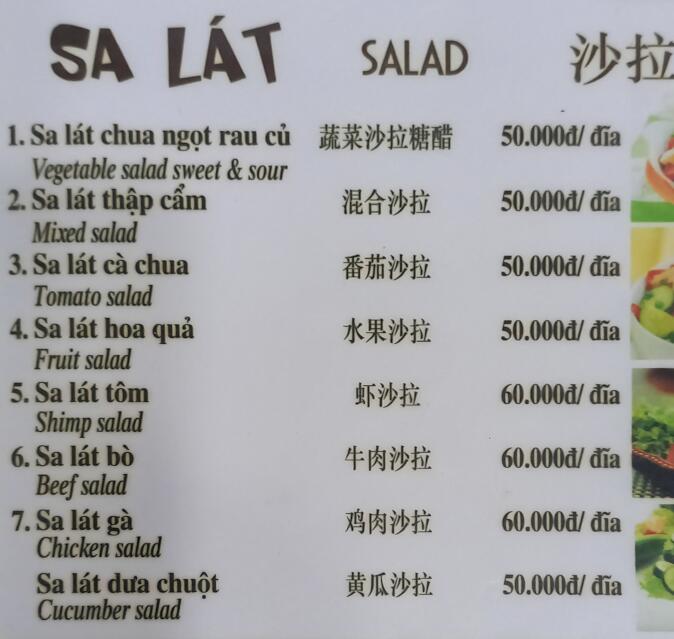 SA LÁT SALAD 沙拉
1. Sa lát chua ngọt rau củ 蔬菜沙拉糖醋 50.000đ/ đĩa
Vegetable salad sweet & sour
2. Sa lát thập cẩm 混合沙拉 50.000đ/ đĩa
Mixed salad
3. Sa lát cà chua 番茄沙拉 50.000đ/ đĩa
Tomato salad
4. Sa lát hoa quả 水果沙拉 50.000đ/ đĩa
Fruit salad
5. Sa lát tôm 虾沙拉 60.000đ/ đĩa
Shimp salad
6. Sa lát bò 牛肉沙拉 60.000đ/ đĩa
Beef salad
7. Sa lát gà 鸡肉沙拉 60.000đ/ đĩa
Chicken salad
Sa lát dưa chuột 黄瓜沙拉 50.000đ/ đĩa
Cucumber salad